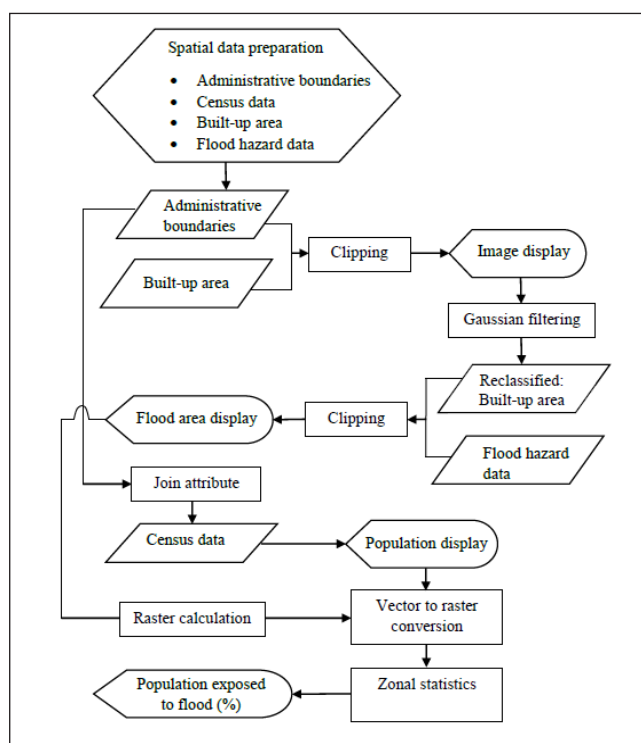 Spatial data preparation
• Administrative boundaries
• Census data
• Built-up area
• Flood hazard data
Administrative
boundaries
Built-up area
Clipping
Image display
Gaussian filtering
Reclassified:
Built-up area
Flood hazard
data
Clipping
Flood area display
Join attribute
Census data
Population display
Raster calculation
Vector to raster
conversion
Zonal statistics
Population exposed
to flood (%)